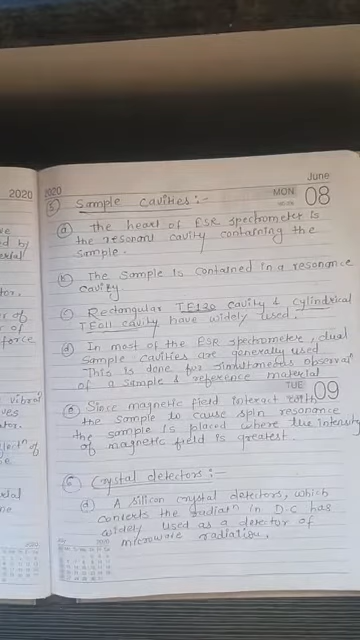 2020
2020
June
MON
08
⑤ Sample cavities:-
ⓐ The heart of ESR spectrometer is
the resonant cavity containing the
sample.
ⓑ The Sample is contained in a resonance
cavity
ⓒ Rectangular TE120 cavity & cylindrical
TE011 cavity have widely used.
ⓓ In most of the ESR spectrometer, dual
Sample cavities are generally used
This is done for simultaneous observaⁿ
of a sample & reference material
TUE
09
ⓔ Since magnetic field interact with
the sample to cause spin resonance
the sample is placed where the intensity
of magnetic field is greatest.
⑥ Crystal detectors:-
ⓐ A silicon crystal detectors, which
converts the radiaⁿ in D.C has
widely used as a detector of
microwave radiation.